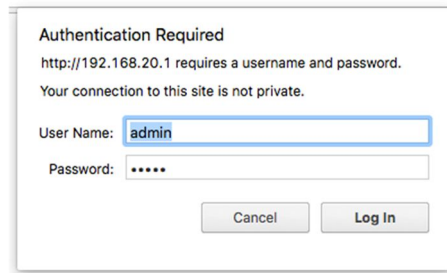 Authentication Required
http://192.168.20.1 requires a username and password.
Your connection to this site is not private.
User Name: admin
Password: •••••
Cancel Log In